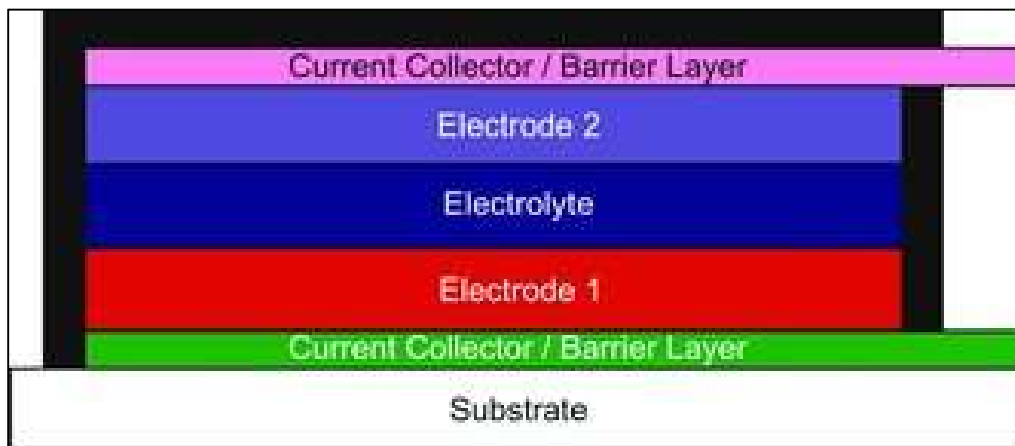 Current Collector / Barrier Layer
Electrode 2
Electrolyte
Electrode 1
Current Collector / Barrier Layer
Substrate